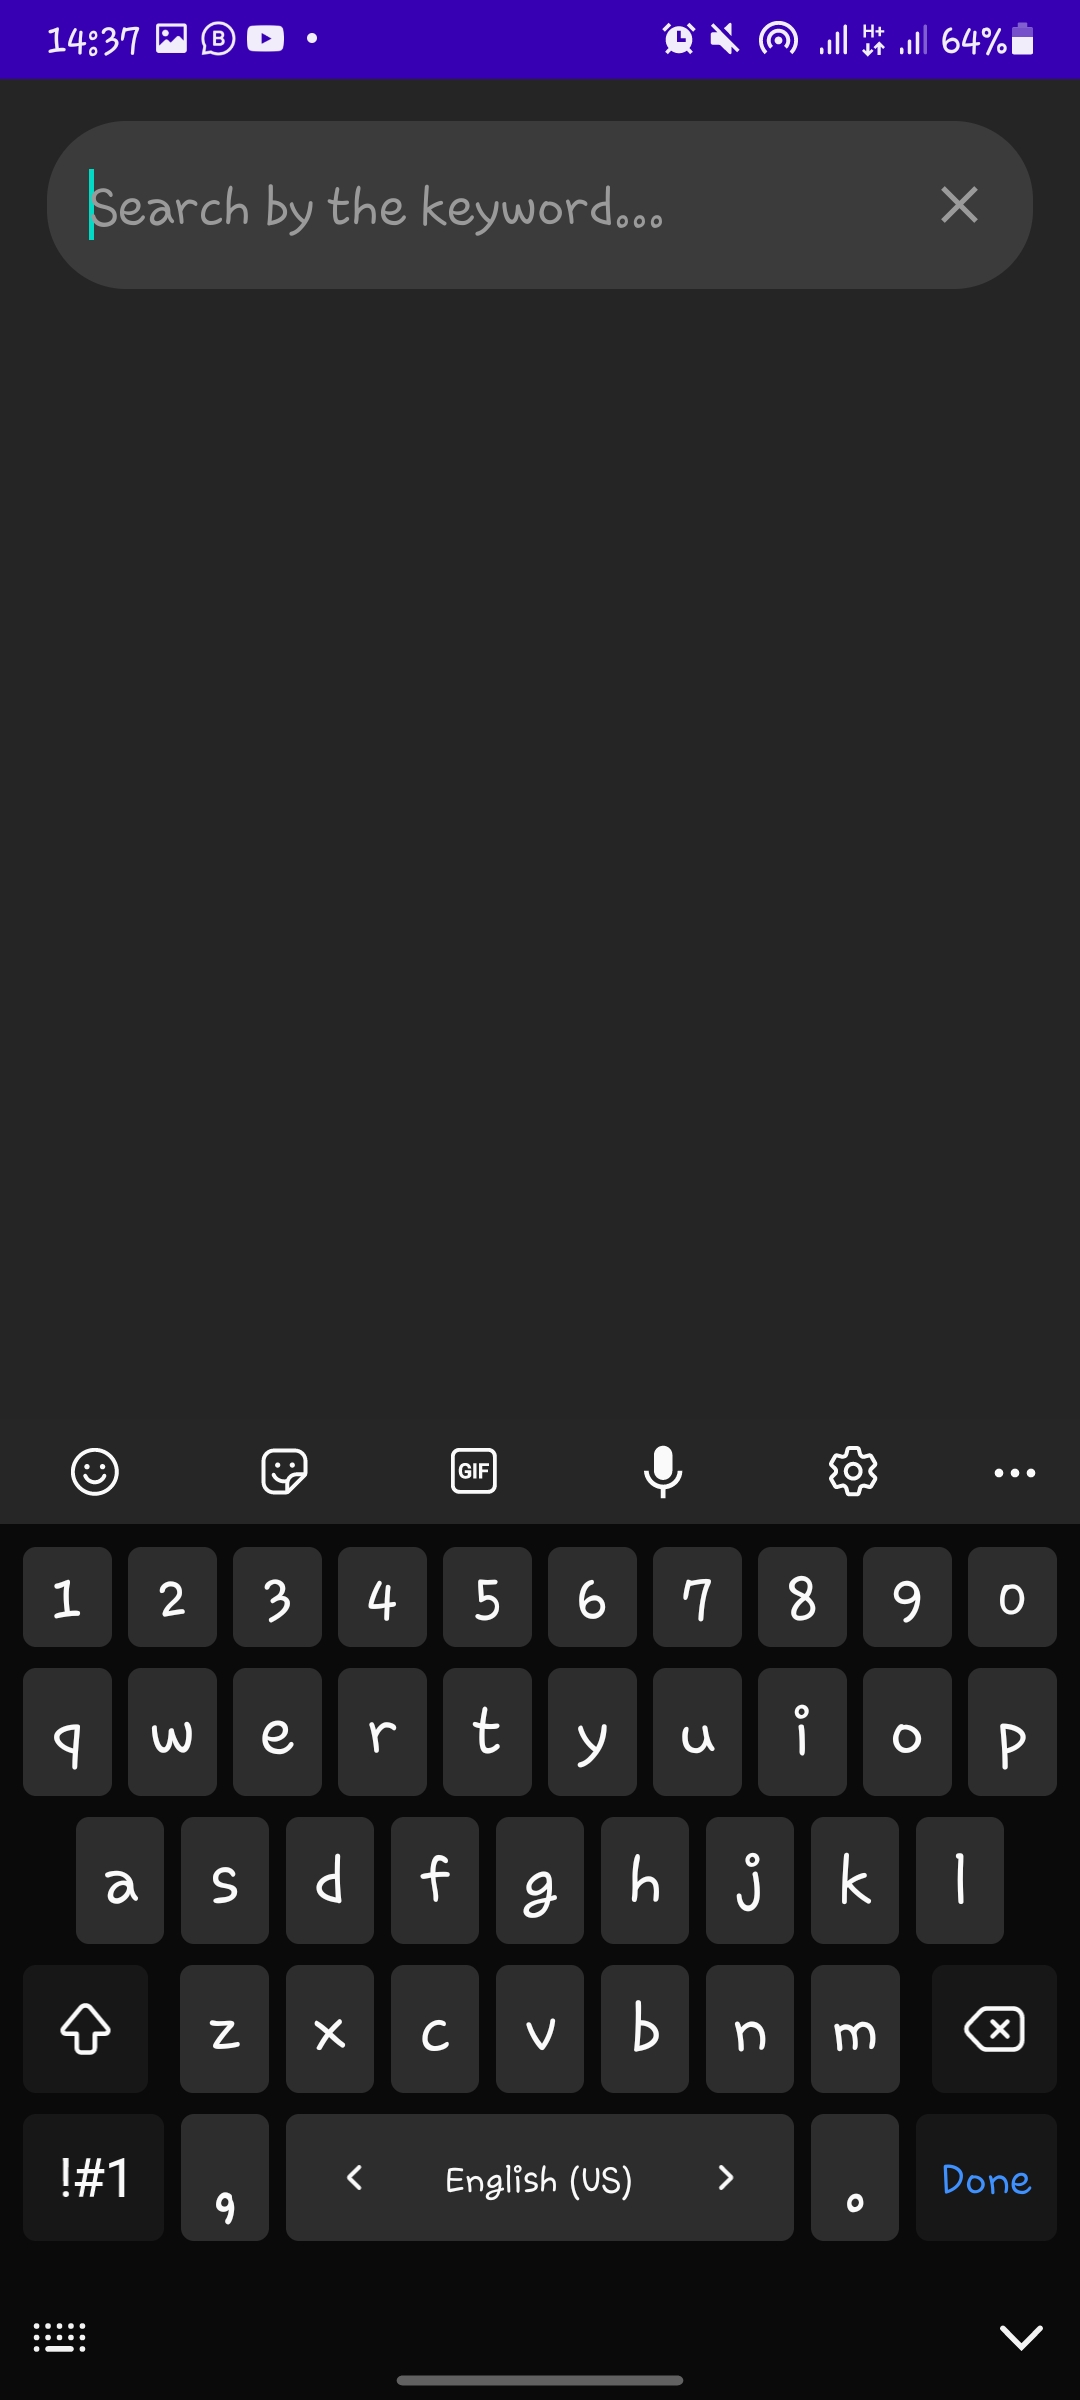 14:37
H+
64%
Search by the keyword...
GIF
1 2 3 4 5 6 7 8 9 0
q w e r t y u i o p
a s d f g h j k l
z x c v b n m
!#1 , < English (US) > . Done